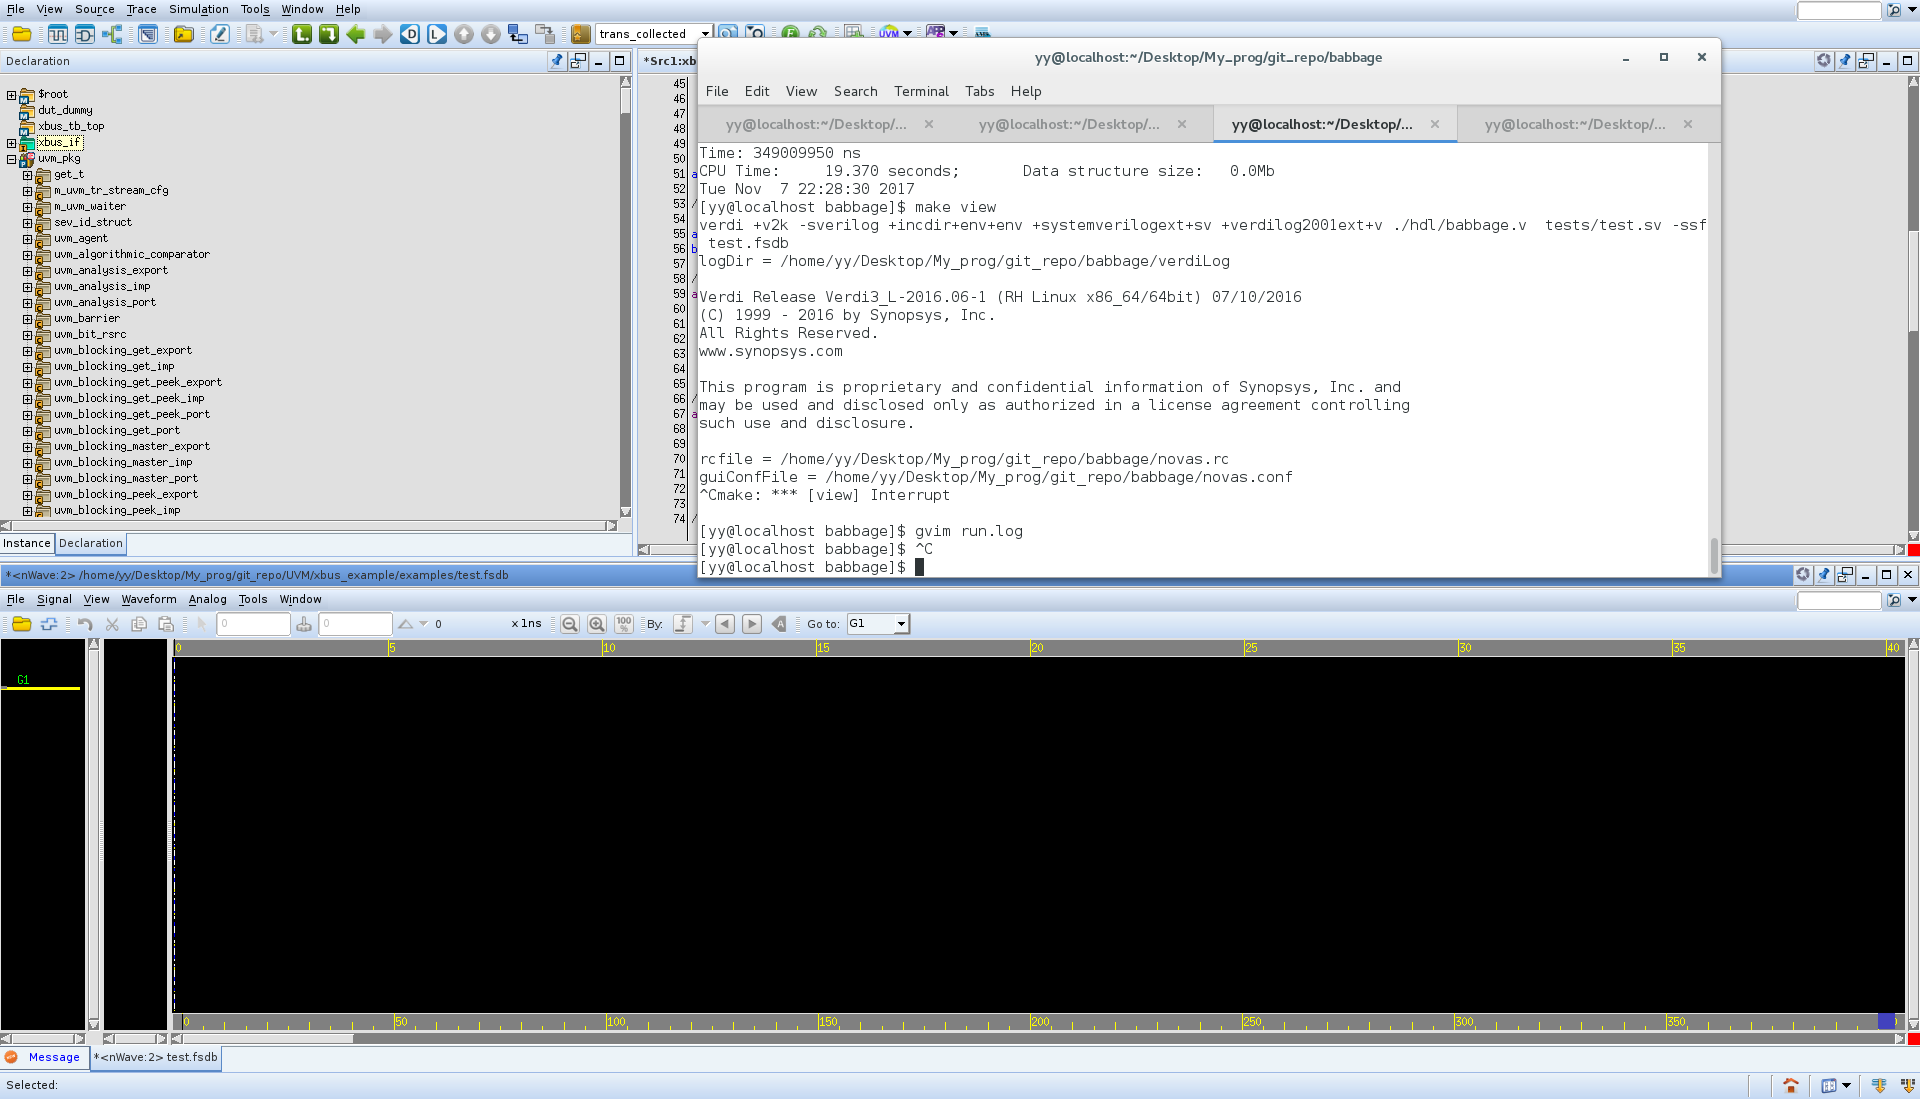 File View Source Trace Simulation Tools Window Help
trans_collected
Declaration
$root
dut_dummy
xbus_tb_top
xbus_if
uvm_pkg
get_t
m_uvm_tr_stream_cfg
m_uvm_waiter
sev_id_struct
uvm_agent
uvm_algorithmic_comparator
uvm_analysis_export
uvm_analysis_imp
uvm_analysis_port
uvm_barrier
uvm_bit_rsrc
uvm_blocking_get_export
uvm_blocking_get_imp
uvm_blocking_get_peek_export
uvm_blocking_get_peek_imp
uvm_blocking_get_peek_port
uvm_blocking_get_port
uvm_blocking_master_export
uvm_blocking_master_imp
uvm_blocking_master_port
uvm_blocking_peek_export
uvm_blocking_peek_imp
Instance Declaration
*Src1:xb
45
46
47
48
49
50
51 a
52
53 /
54
55 a
56 b
57
58 /
59 a
60
61
62
63
64
65
66 /
67 a
68
69
70
71
72
73
74 /
yy@localhost:~/Desktop/My_prog/git_repo/babbage
File Edit View Search Terminal Tabs Help
yy@localhost:~/Desktop/... yy@localhost:~/Desktop/... yy@localhost:~/Desktop/... yy@localhost:~/Desktop/...
Time: 349009950 ns
CPU Time:     19.370 seconds;       Data structure size:   0.0Mb
Tue Nov  7 22:28:30 2017
[yy@localhost babbage]$ make view
verdi +v2k -sverilog +incdir+env+env +systemverilogext+sv +verdilog2001ext+v ./hdl/babbage.v  tests/test.sv -ssf
 test.fsdb
logDir = /home/yy/Desktop/My_prog/git_repo/babbage/verdiLog
Verdi Release Verdi3_L-2016.06-1 (RH Linux x86_64/64bit) 07/10/2016
(C) 1999 - 2016 by Synopsys, Inc.
All Rights Reserved.
www.synopsys.com
This program is proprietary and confidential information of Synopsys, Inc. and
may be used and disclosed only as authorized in a license agreement controlling
such use and disclosure.
rcfile = /home/yy/Desktop/My_prog/git_repo/babbage/novas.rc
guiConfFile = /home/yy/Desktop/My_prog/git_repo/babbage/novas.conf
^Cmake: *** [view] Interrupt
[yy@localhost babbage]$ gvim run.log
[yy@localhost babbage]$ ^C
[yy@localhost babbage]$
*<nWave:2> /home/yy/Desktop/My_prog/git_repo/UVM/xbus_example/examples/test.fsdb
File Signal View Waveform Analog Tools Window
0 0 0 x 1ns 100 % By: Go to: G1
0 5 10 15 20 25 30 35 40
G1
0 50 100 150 200 250 300 350
Message *<nWave:2> test.fsdb
Selected: